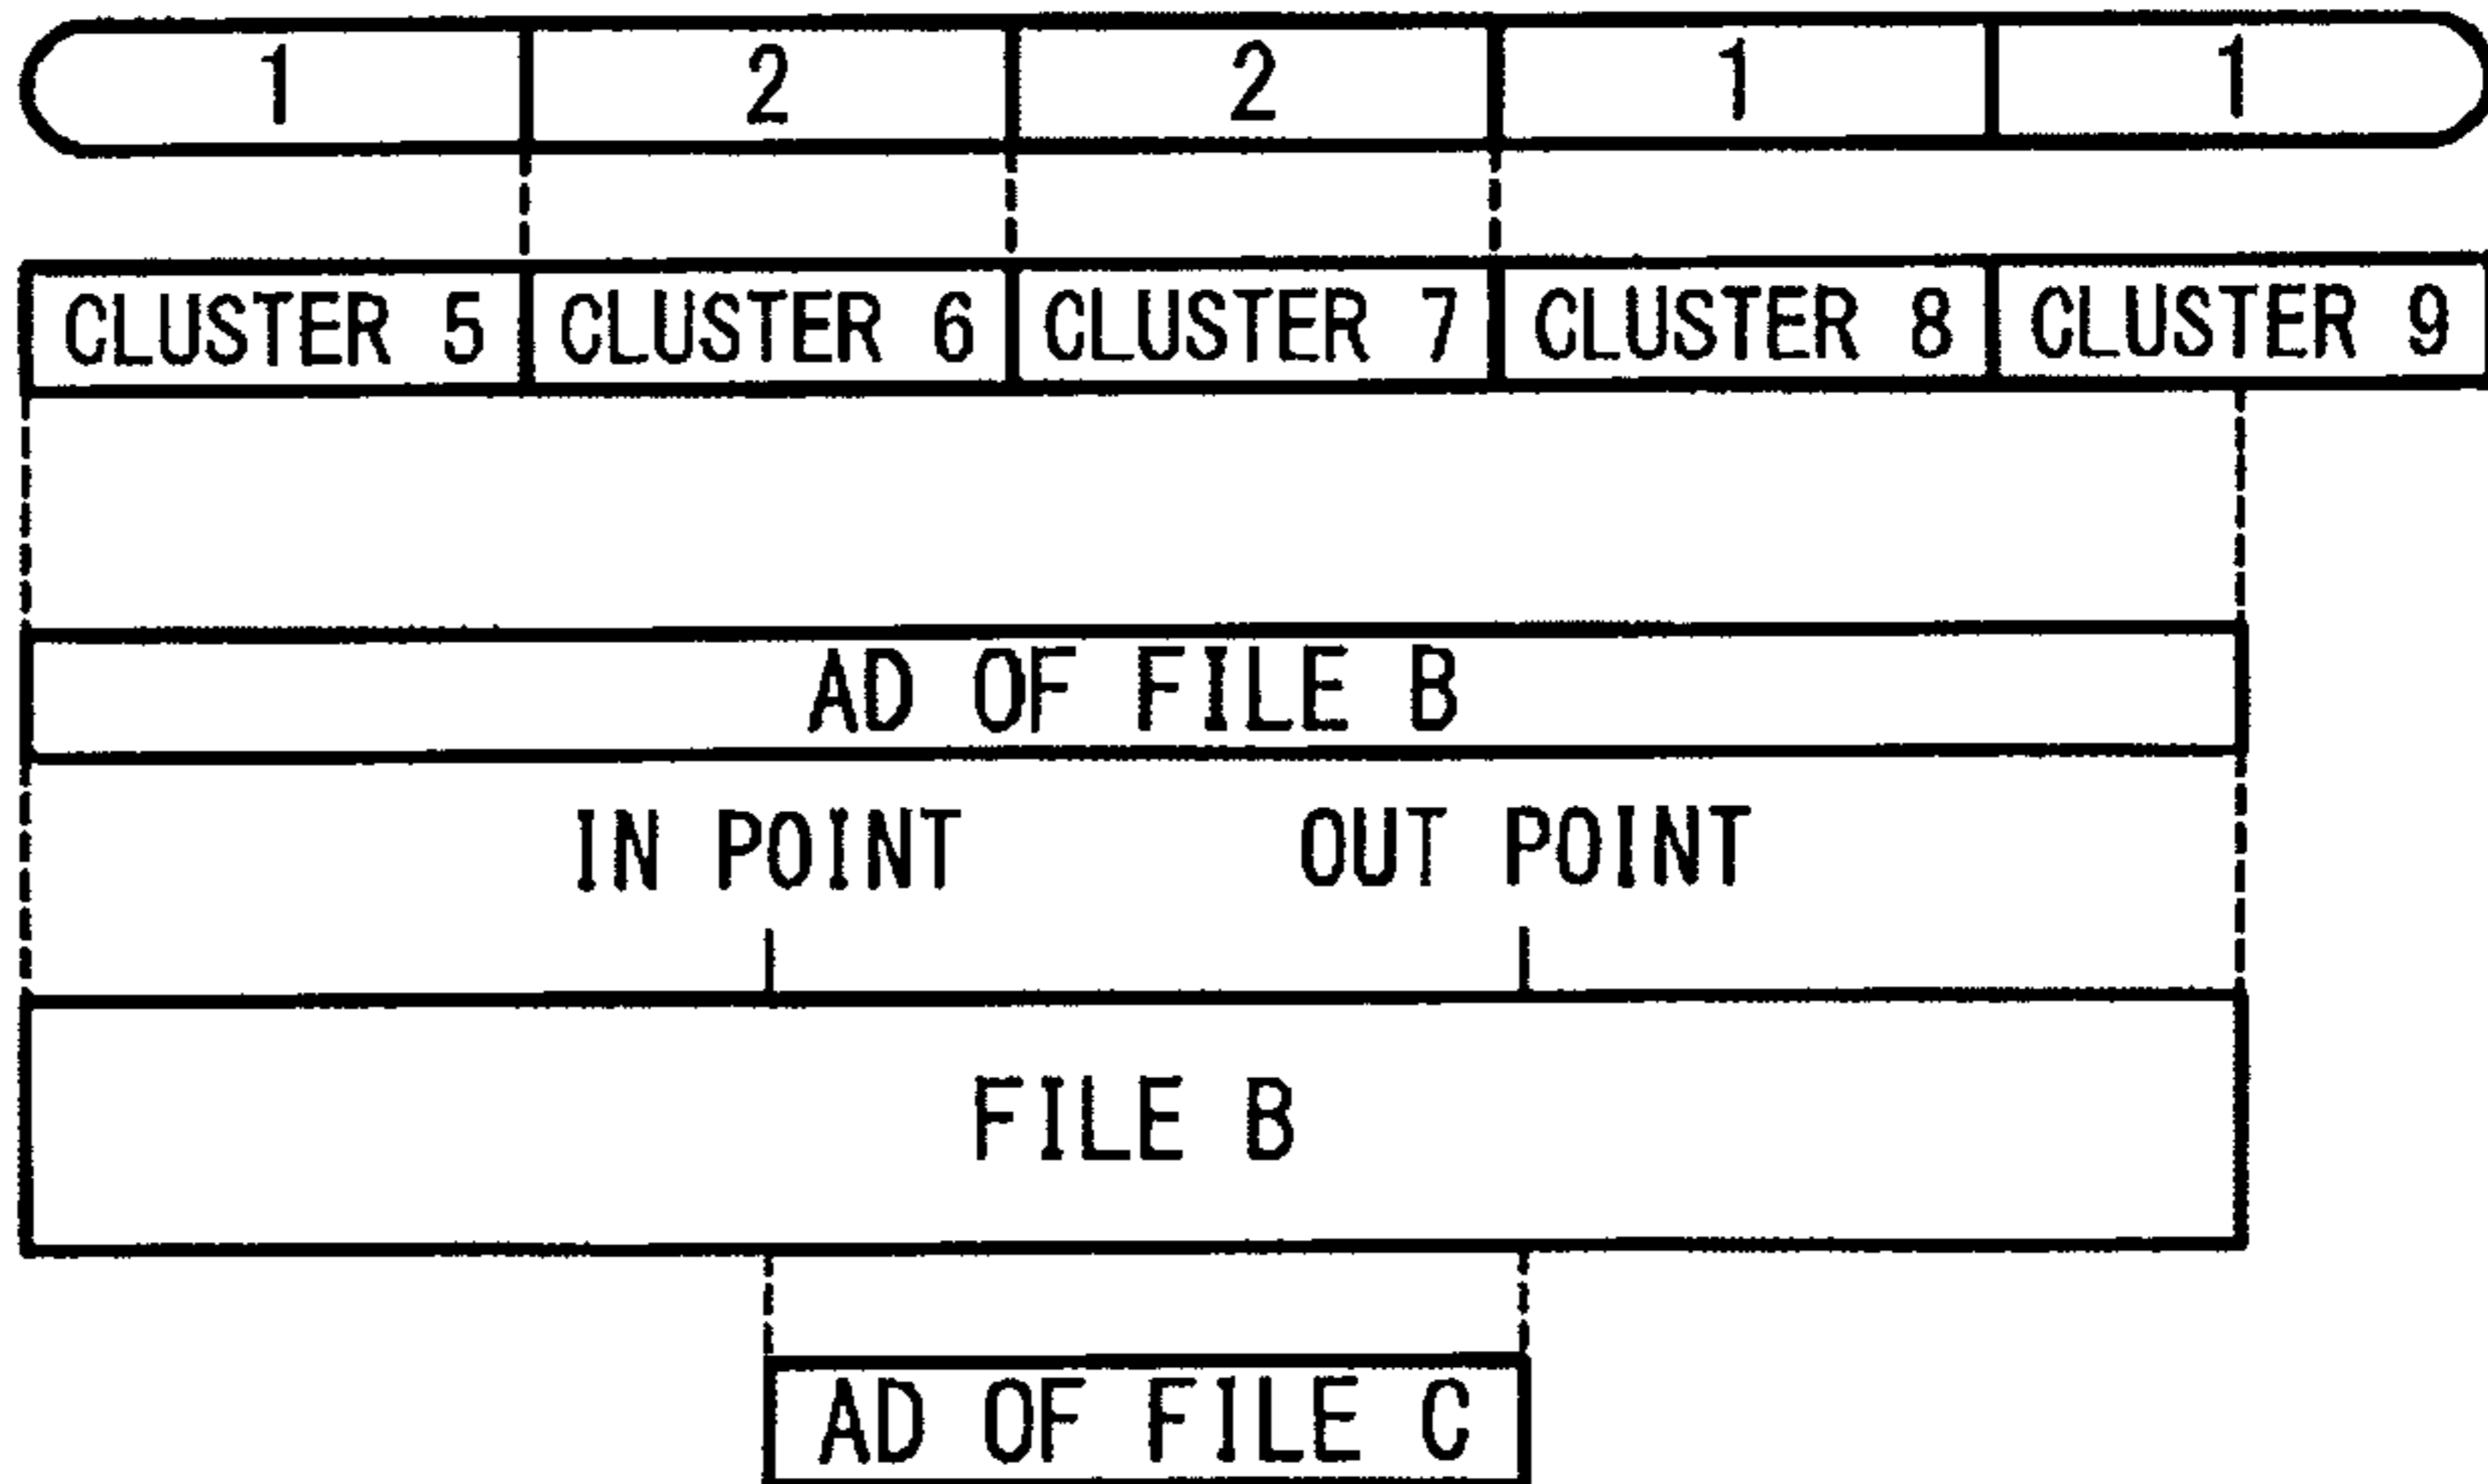 1 2 2 1 1
CLUSTER 5 CLUSTER 6 CLUSTER 7 CLUSTER 8 CLUSTER 9
AD OF FILE B
IN POINT OUT POINT
FILE B
AD OF FILE C